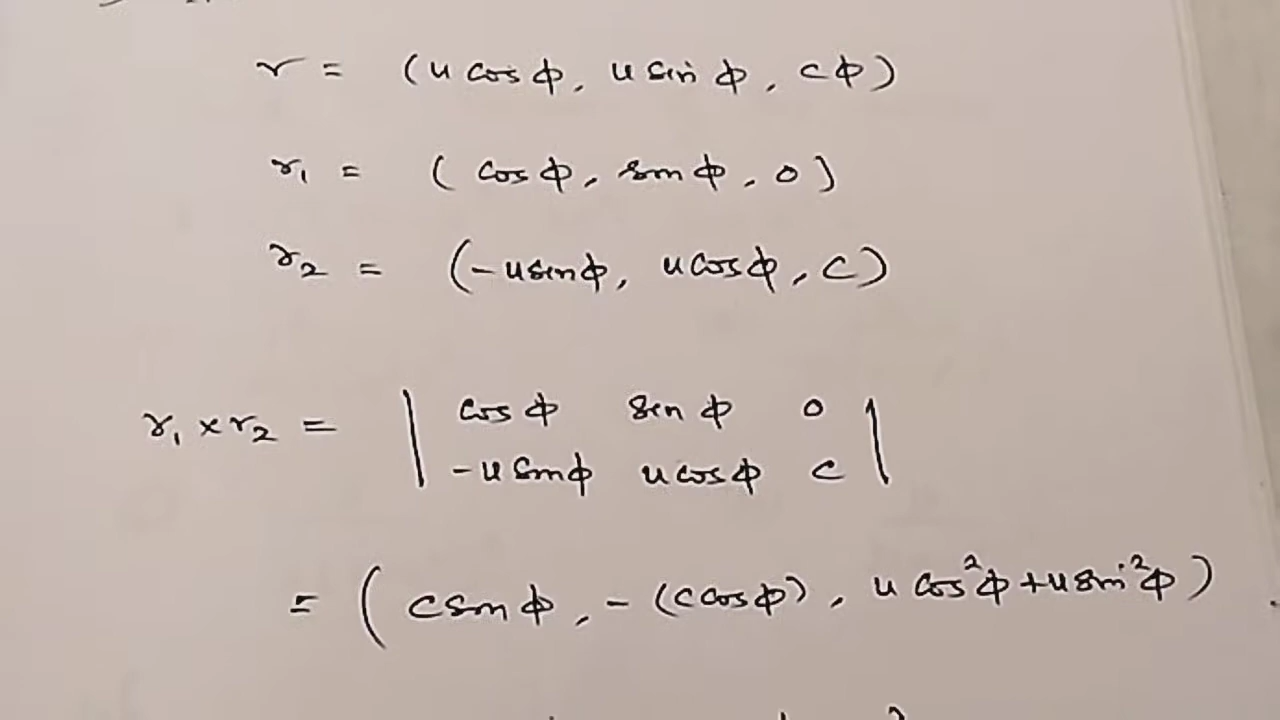 r = (u cos ϕ, u sin ϕ, cϕ)
r₁ = (cos ϕ, sin ϕ, 0)
r₂ = (-u sin ϕ, u cos ϕ, c)
r₁ × r₂ = | cos ϕ sin ϕ 0 |
| -u sin ϕ u cos ϕ c |
= (c sin ϕ, -(c cos ϕ), u cos²ϕ + u sin²ϕ)